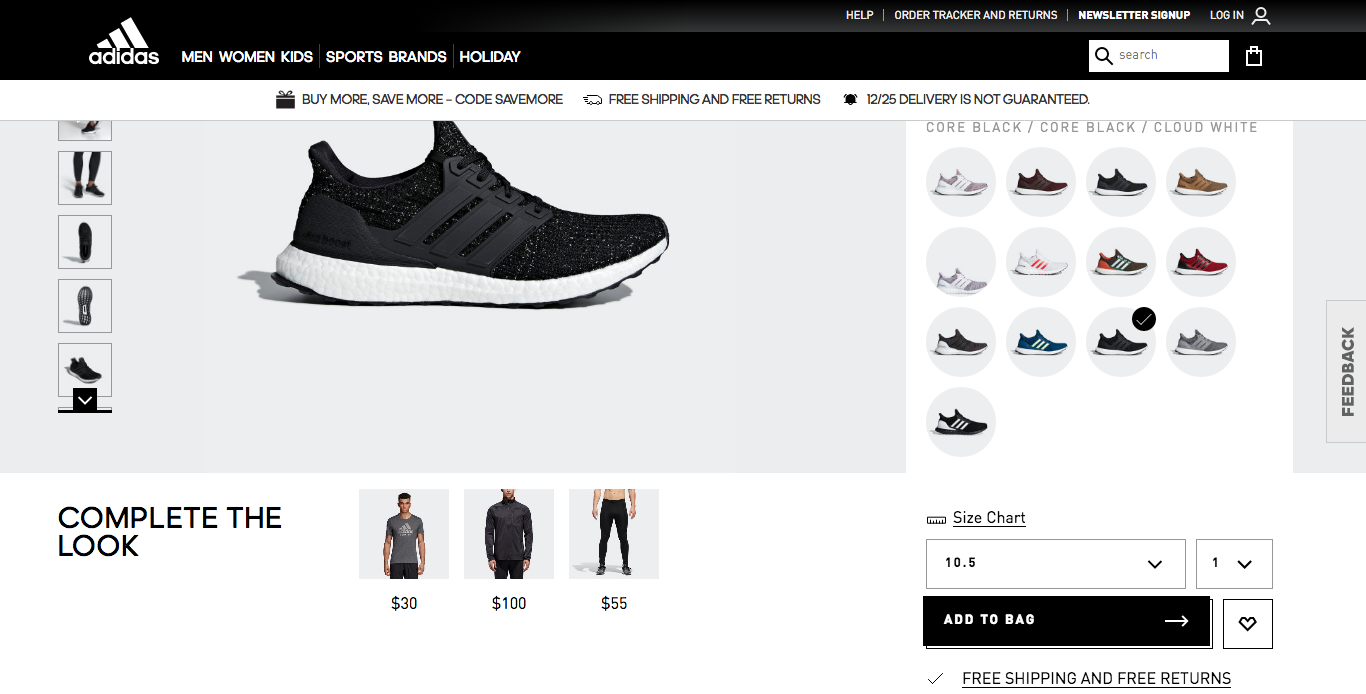 HELP
ORDER TRACKER AND RETURNS
NEWSLETTER SIGNUP
LOG IN
adidas
MEN WOMEN KIDS
SPORTS BRANDS
HOLIDAY
search
BUY MORE, SAVE MORE – CODE SAVEMORE
FREE SHIPPING AND FREE RETURNS
12/25 DELIVERY IS NOT GUARANTEED.
CORE BLACK / CORE BLACK / CLOUD WHITE
FEEDBACK
COMPLETE THE
LOOK
$30
$100
$55
Size Chart
10.5
1
ADD TO BAG
FREE SHIPPING AND FREE RETURNS